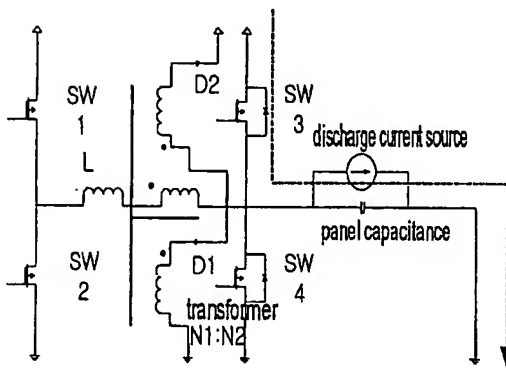 SW
1
L
SW
2
D2
SW
3
discharge current source
panel capacitance
D1
SW
4
transformer
N1:N2